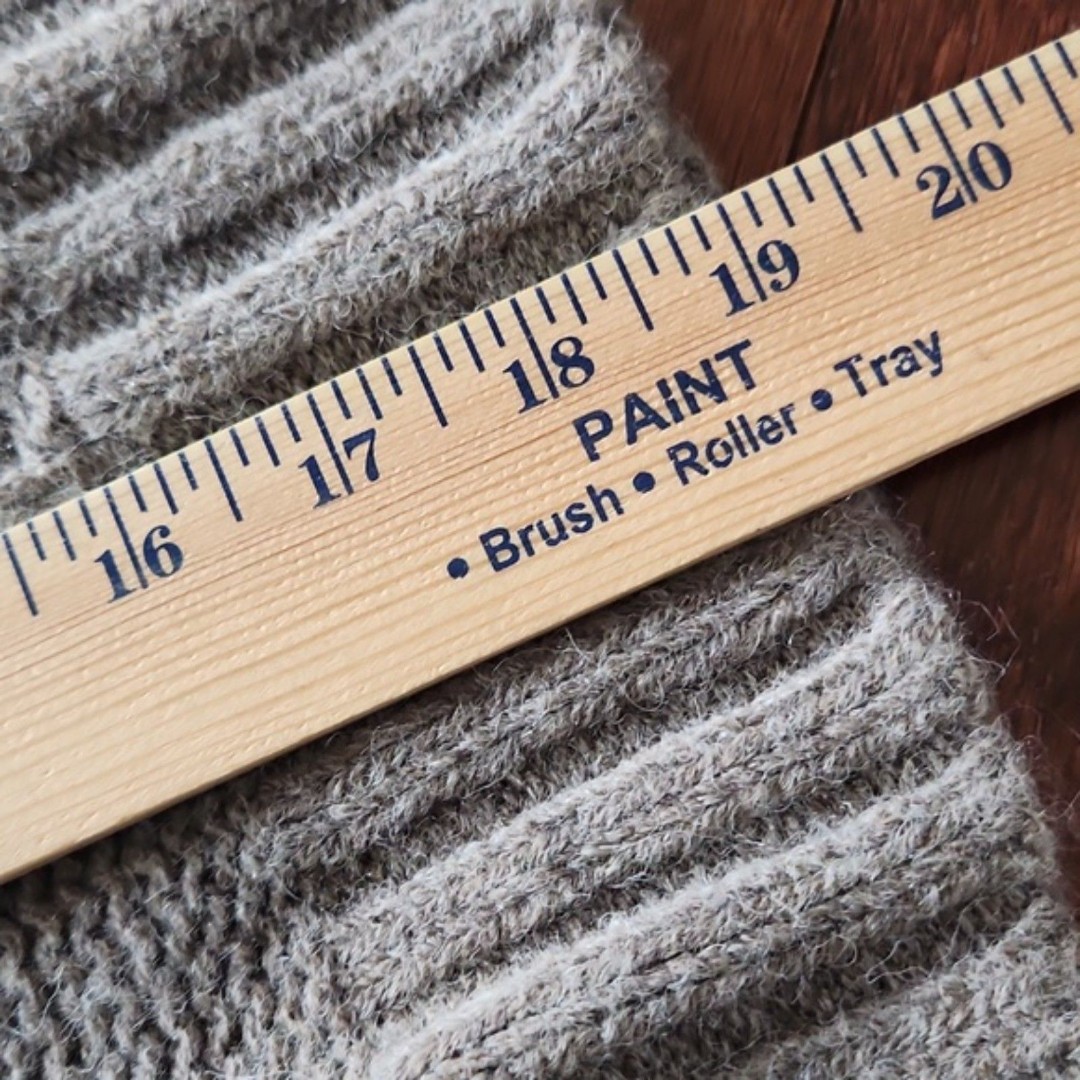 16 17 18 19 20
PAiNT
• Brush • Roller • Tray